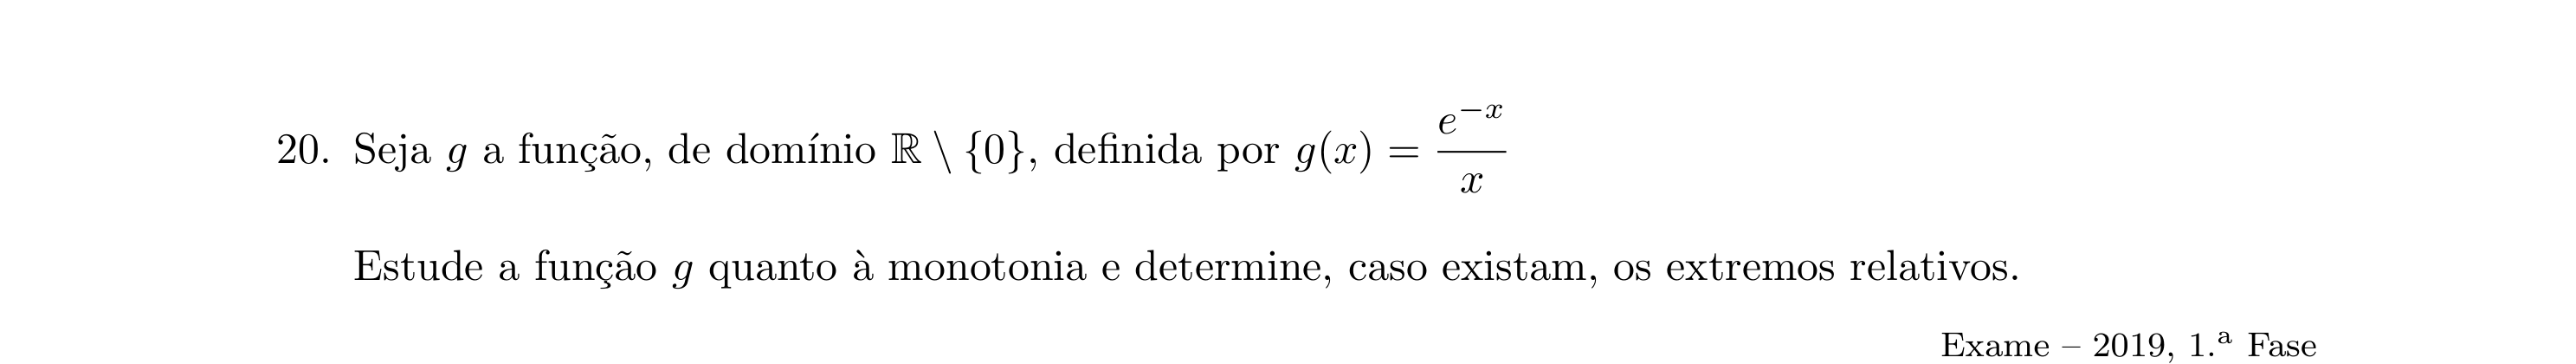 20. Seja g a função, de domínio ℝ \ {0}, definida por g(x) = e^{-x}/x
Estude a função g quanto à monotonia e determine, caso existam, os extremos relativos.
Exame – 2019, 1.ª Fase